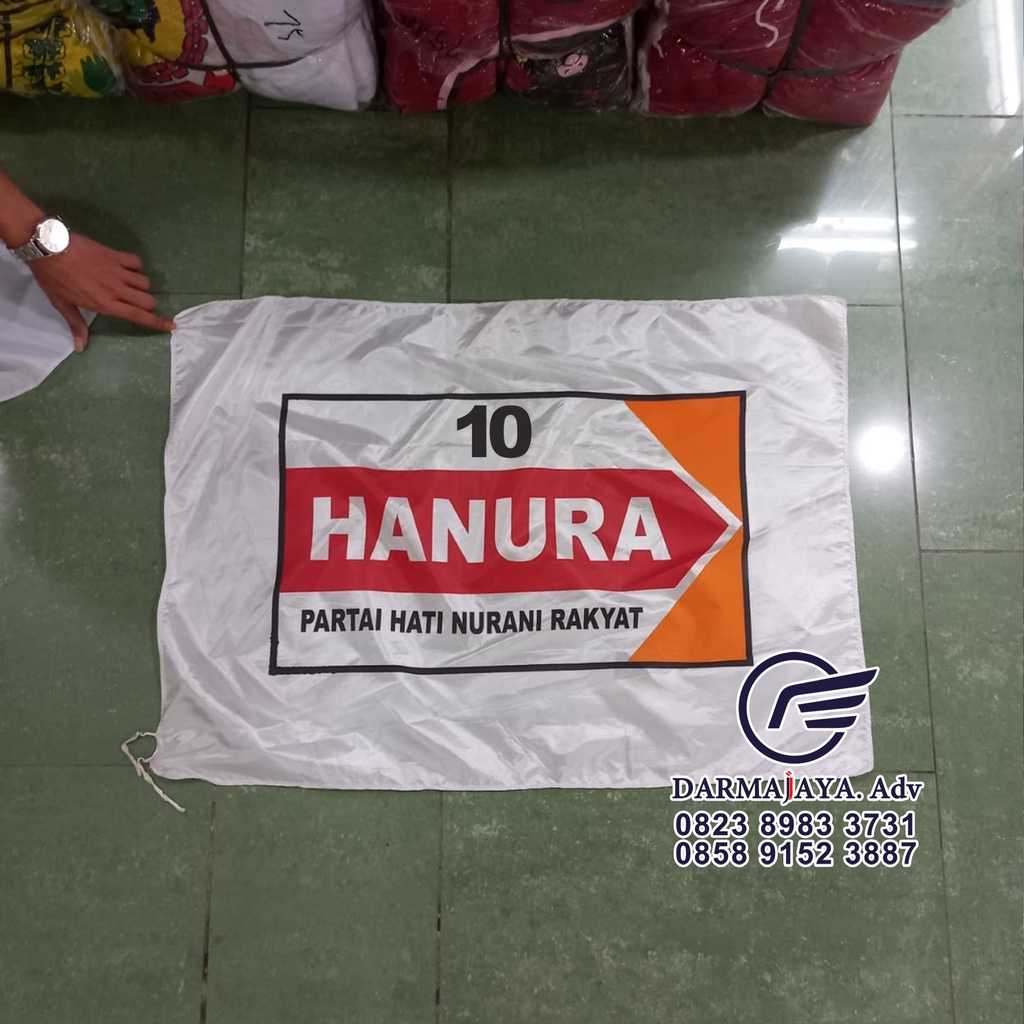 10
HANURA
PARTAI HATI NURANI RAKYAT
DARMAJAYA. Adv
0823 8983 3731
0858 9152 3887